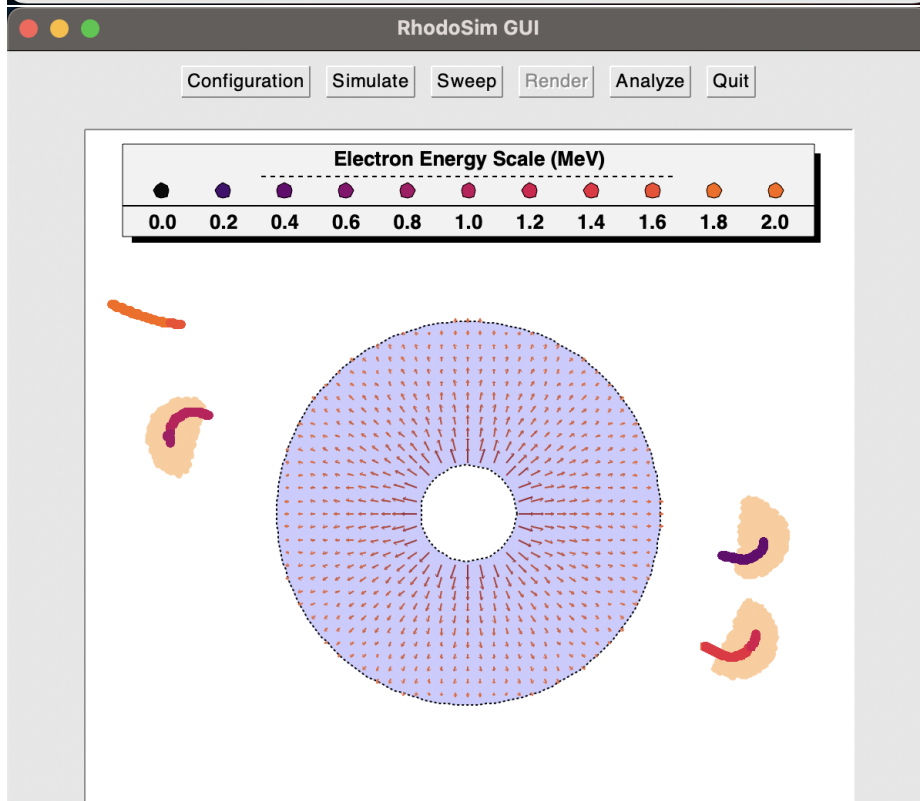 RhodoSim GUI
Configuration Simulate Sweep Render Analyze Quit
Electron Energy Scale (MeV)
0.0 0.2 0.4 0.6 0.8 1.0 1.2 1.4 1.6 1.8 2.0